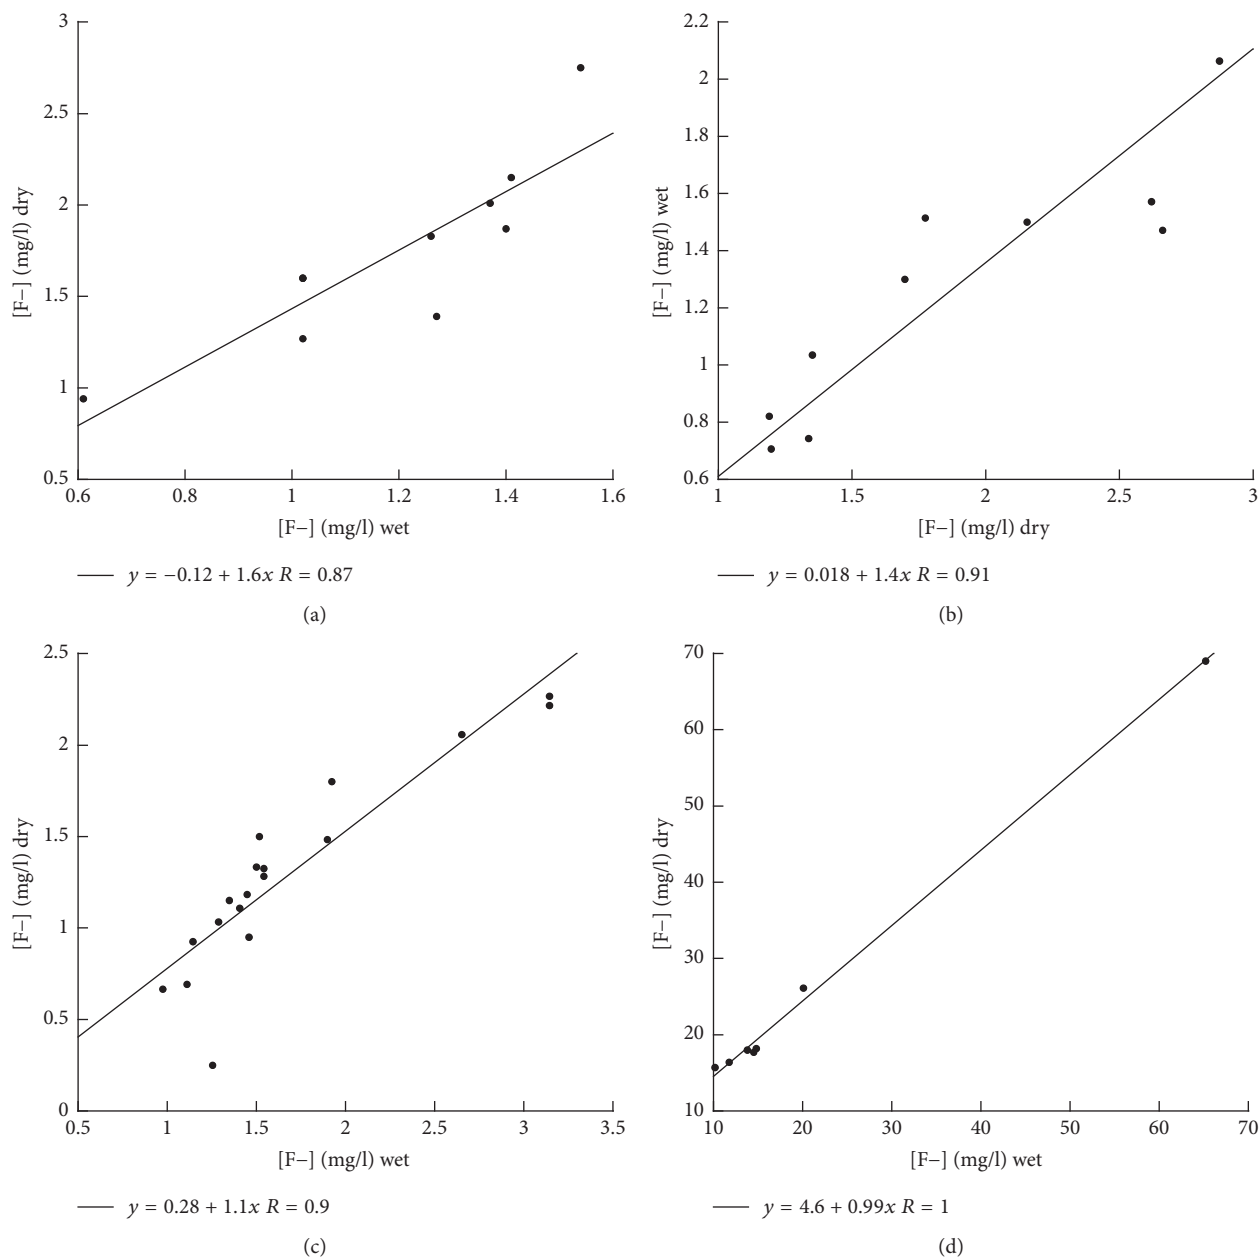 3
2.5
2
1.5
1
0.5
[F−] (mg/l) dry
0.6 0.8 1 1.2 1.4 1.6
[F−] (mg/l) wet
y = −0.12 + 1.6x R = 0.87
(a)
2.2
2
1.8
1.6
1.4
1.2
1
0.8
0.6
[F−] (mg/l) wet
1 1.5 2 2.5 3
[F−] (mg/l) dry
y = 0.018 + 1.4x R = 0.91
(b)
2.5
2
1.5
1
0.5
0
[F−] (mg/l) dry
0.5 1 1.5 2 2.5 3 3.5
[F−] (mg/l) wet
y = 0.28 + 1.1x R = 0.9
(c)
70
60
50
40
30
20
10
[F−] (mg/l) dry
10 20 30 40 50 60 70
[F−] (mg/l) wet
y = 4.6 + 0.99x R = 1
(d)